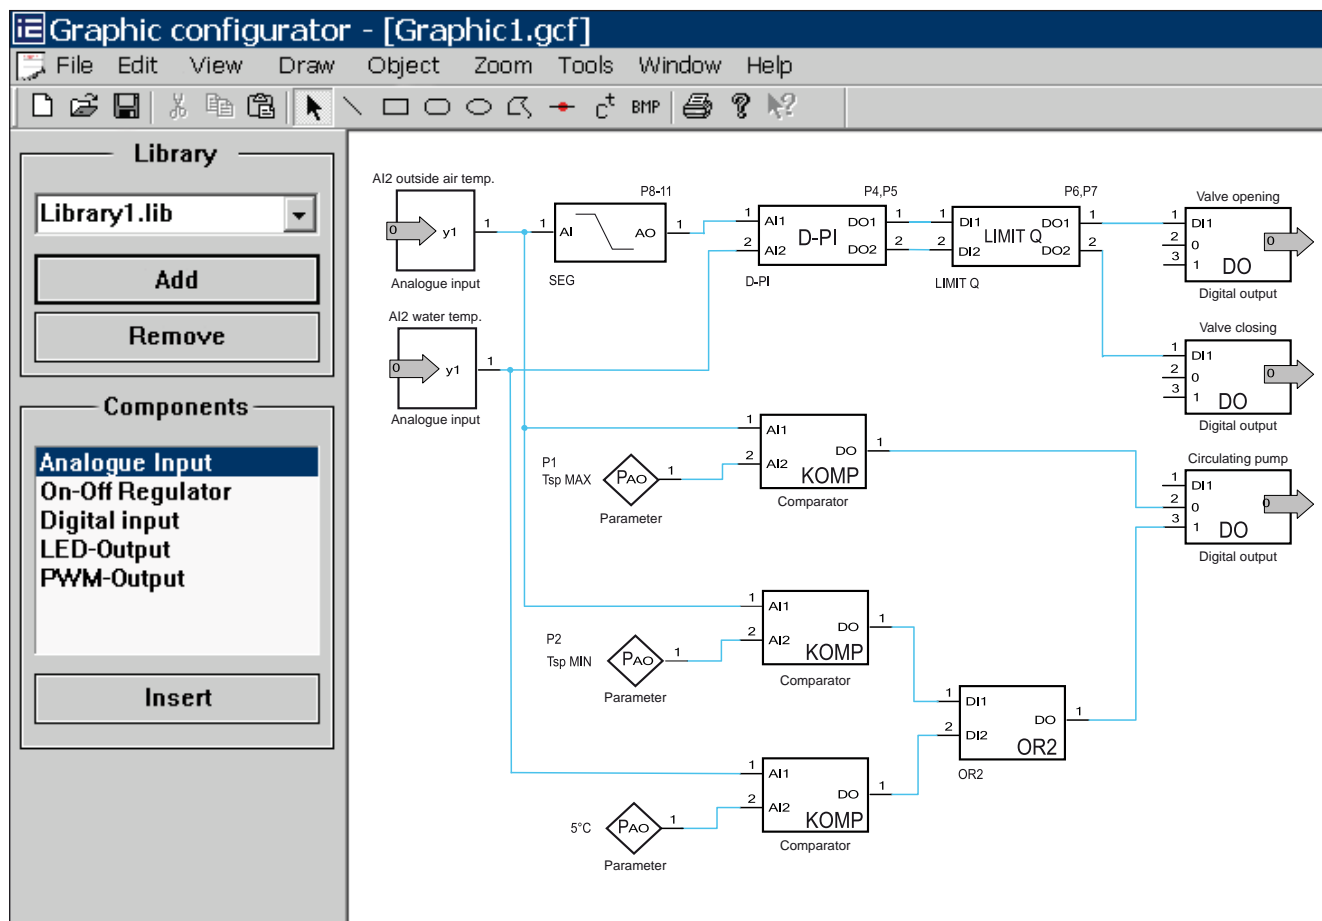 iE Graphic configurator - [Graphic1.gcf]
File Edit View Draw Object Zoom Tools Window Help
c+ BMP ? ?
Library
Library1.lib
Add
Remove
Components
Analogue Input
On-Off Regulator
Digital input
LED-Output
PWM-Output
Insert
AI2 outside air temp.
0 y1 1
Analogue input
AI2 water temp.
0 y1 1
Analogue input
P8-11
1 AI AO 1
SEG
P4,P5
1 AI1 DO1 1
D-PI
2 AI2 DO2 2
D-PI
P6,P7
1 DI1 DO1 1
LIMIT Q
2 DI2 DO2 2
LIMIT Q
Valve opening
1 DI1
2 0 0
3 1 DO
Digital output
Valve closing
1 DI1
2 0 0
3 1 DO
Digital output
Circulating pump
1 DI1
2 0 0
3 1 DO
Digital output
P1
Tsp MAX
PAO 1
Parameter
1 AI1
DO 1
2 AI2
KOMP
Comparator
P2
Tsp MIN
PAO 1
Parameter
1 AI1
DO 1
2 AI2
KOMP
Comparator
5°C
PAO 1
Parameter
1 AI1
DO 1
2 AI2
KOMP
Comparator
1 DI1
DO 1
2 DI2
OR2
OR2